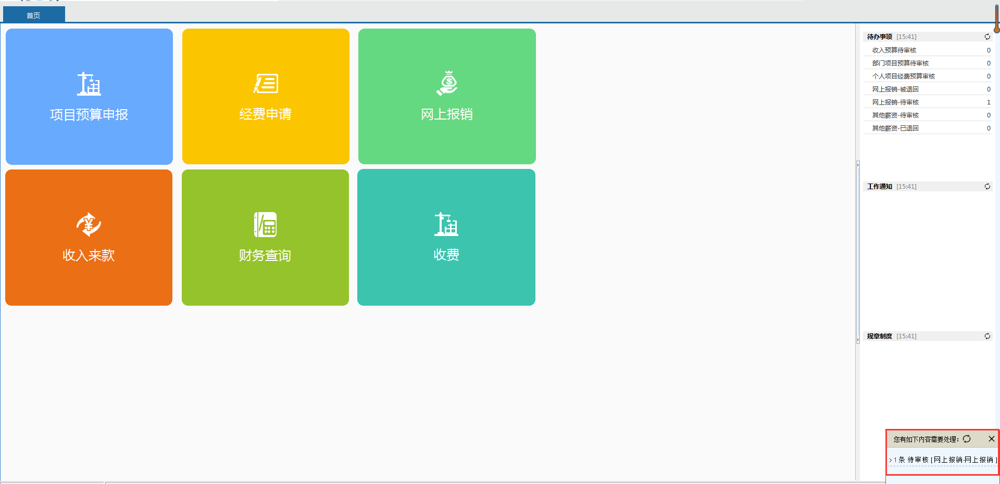 首页
项目预算申报
经费申请
网上报销
收入来款
财务查询
收费
待办事项 [15:41]
收入预算待审核 0
部门项目预算待审核 0
个人项目经费预算审核 0
网上报销-被退回 0
网上报销-待审核 1
其他薪资-待审核 0
其他薪资-已退回 0
工作通知 [15:41]
规章制度 [15:41]
您有如下内容需要处理：
> 1 条 待审核 [ 网上报销-网上报销 ]